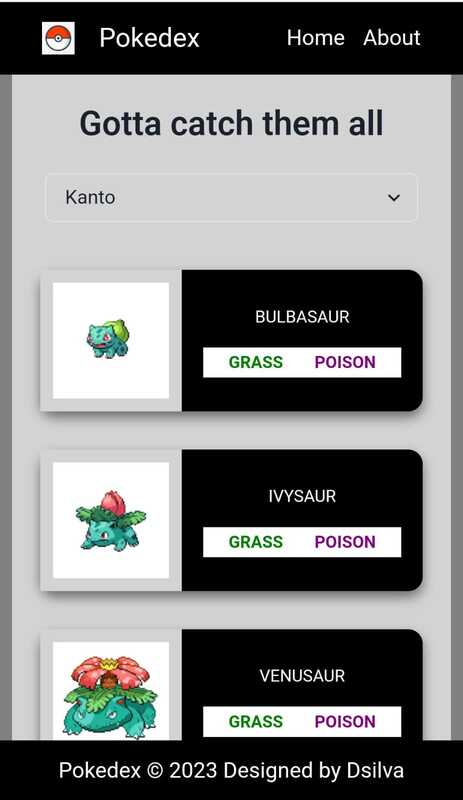 Pokedex Home About
Gotta catch them all
Kanto
BULBASAUR
GRASS POISON
IVYSAUR
GRASS POISON
VENUSAUR
GRASS POISON
Pokedex © 2023 Designed by Dsilva